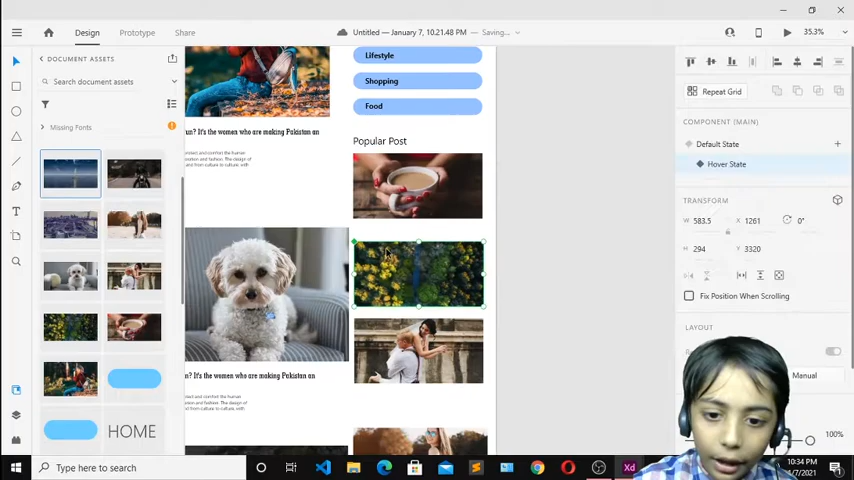 Design
Prototype
Share
Untitled — January 7, 10.21.48 PM
Saving...
35.3%
DOCUMENT ASSETS
Search document assets
Missing Fonts
HOME
Lifestyle
Shopping
Food
un? It's the women who are making Pakistan an
Popular Post
un? It's the women who are making Pakistan an
Repeat Grid
COMPONENT (MAIN)
Default State
Hover State
TRANSFORM
W 583.5
X 1261
0°
H 294
Y 3320
Fix Position When Scrolling
LAYOUT
Manual
100%
Type here to search
Xd
10:34 PM
1/7/2021